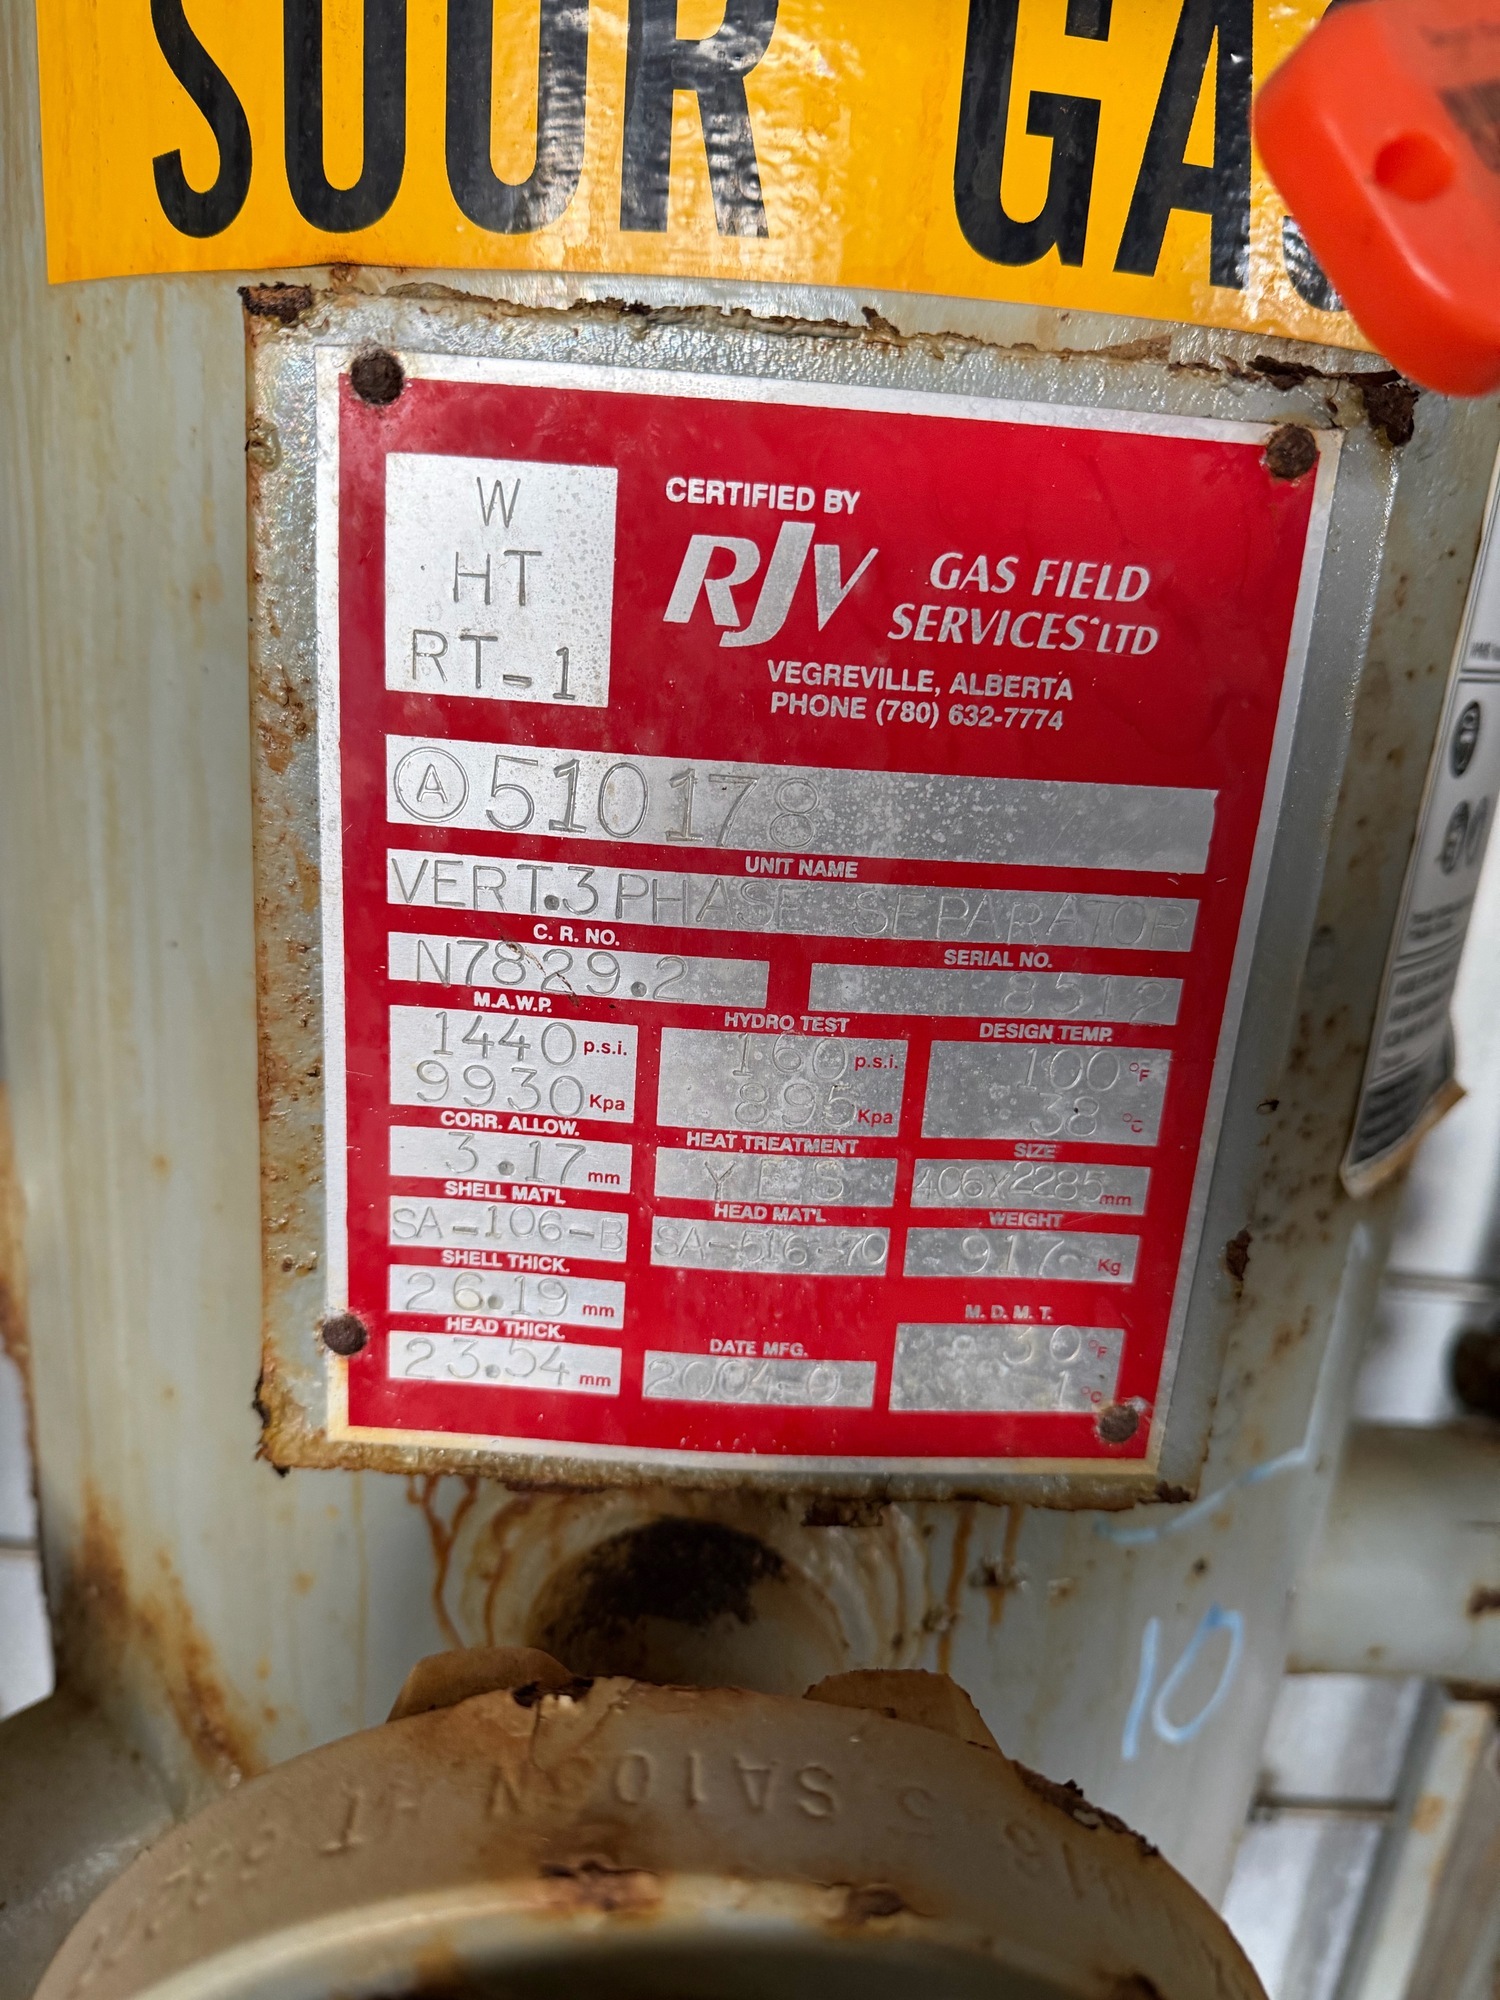 SOUR GAS
W
HT
RT-1
CERTIFIED BY
RJV GAS FIELD
SERVICES LTD
VEGREVILLE, ALBERTA
PHONE (780) 632-7774
Ⓐ 510178
UNIT NAME
VERT.3 PHASE SEPARATOR
C. R. NO. SERIAL NO.
N7829.2 8512
M.A.W.P. HYDRO TEST DESIGN TEMP.
1440 p.s.i. 160 p.s.i. 100 °F
9930 Kpa 895 Kpa 38 °C
CORR. ALLOW. HEAT TREATMENT SIZE
3.17 mm YES 406X2285 mm
SHELL MAT'L HEAD MAT'L WEIGHT
SA-106-B SA-516-70 917 Kg
SHELL THICK. M. D. M. T.
26.19 mm °F
HEAD THICK. DATE MFG.
23.54 mm °C
10
SA10